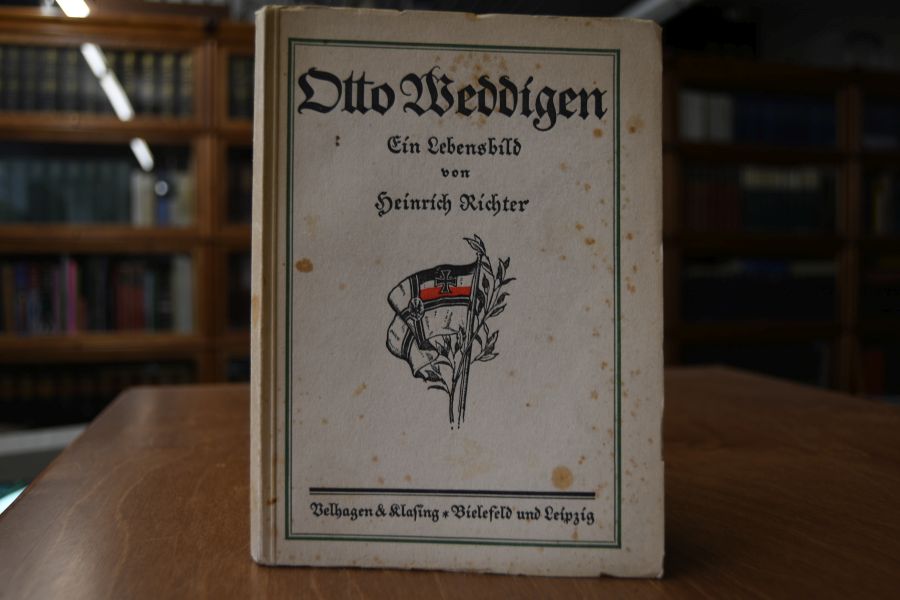 Otto Weddigen
Ein Lebensbild
von
Heinrich Richter
Velhagen & Klasing * Bielefeld und Leipzig